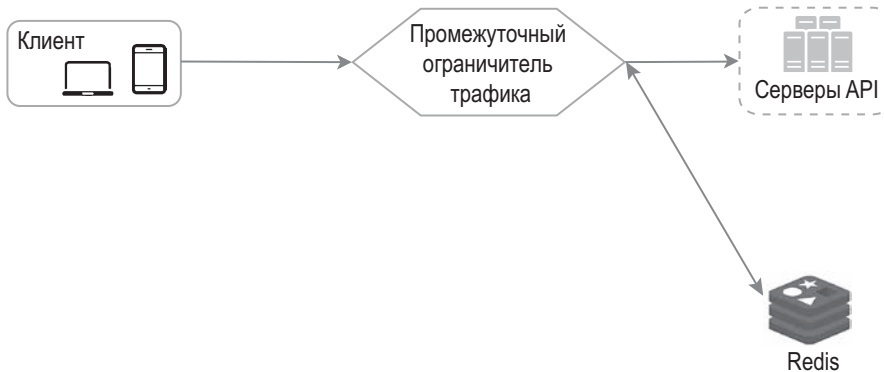 Клиент
Промежуточный
ограничитель
трафика
Серверы API
Redis